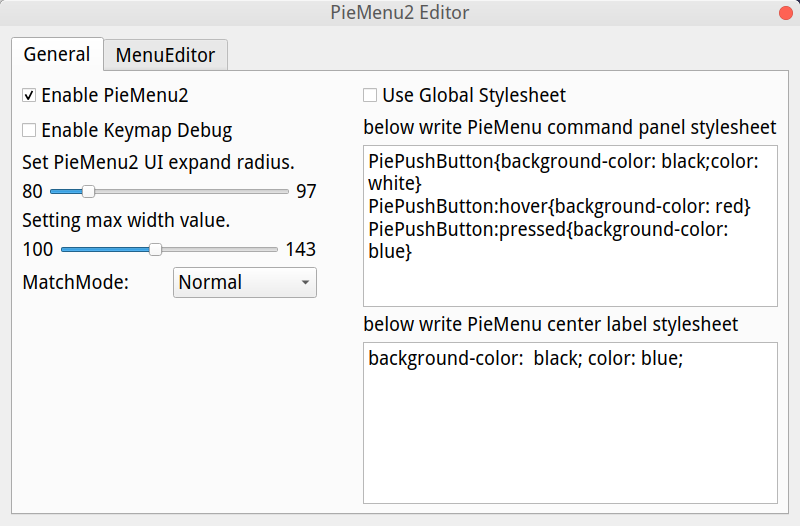 PieMenu2 Editor
General
MenuEditor
Enable PieMenu2
Enable Keymap Debug
Set PieMenu2 UI expand radius.
80
97
Setting max width value.
100
143
MatchMode:
Normal
Use Global Stylesheet
below write PieMenu command panel stylesheet
PiePushButton{background-color: black;color:
white}
PiePushButton:hover{background-color: red}
PiePushButton:pressed{background-color:
blue}
below write PieMenu center label stylesheet
background-color:  black; color: blue;